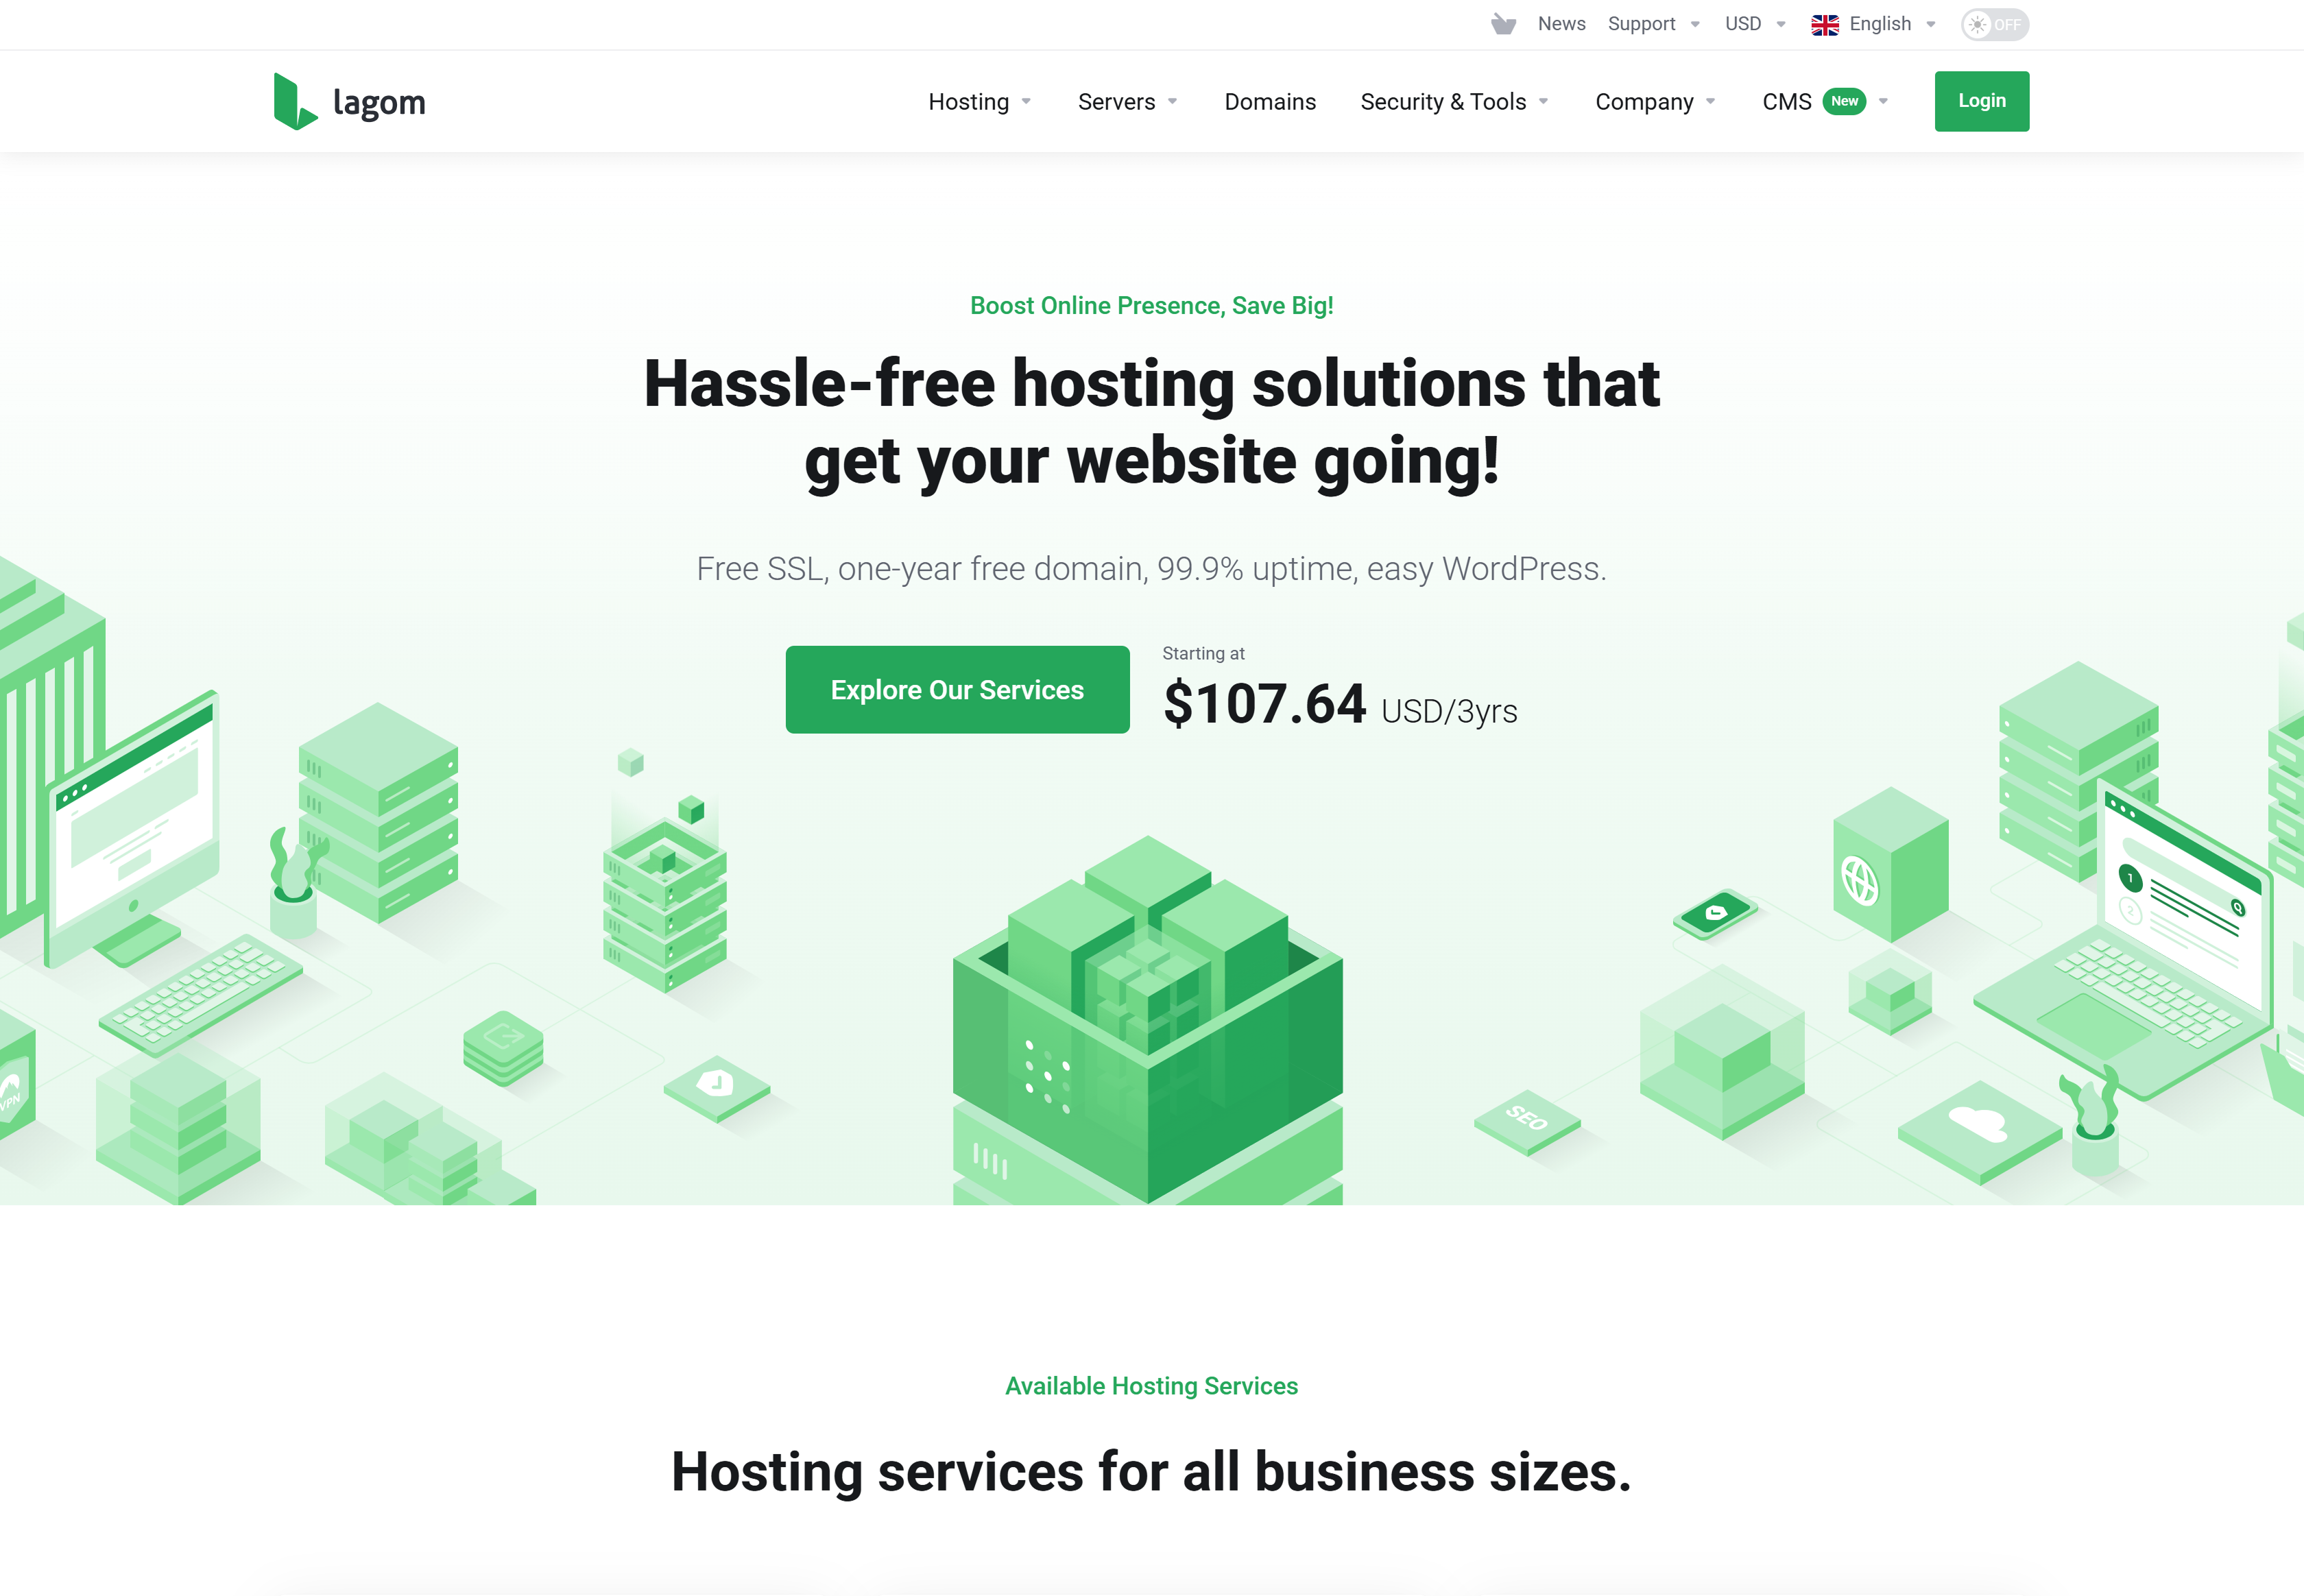 News Support USD English OFF
lagom Hosting Servers Domains Security & Tools Company CMS New Login
Boost Online Presence, Save Big!
Hassle-free hosting solutions that
get your website going!
Free SSL, one-year free domain, 99.9% uptime, easy WordPress.
Explore Our Services
Starting at
$107.64 USD/3yrs
1
2
VPN
SEO
Available Hosting Services
Hosting services for all business sizes.